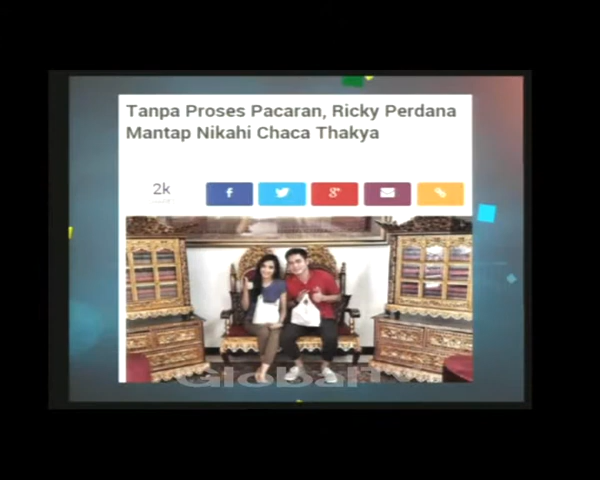 Tanpa Proses Pacaran, Ricky Perdana
Mantap Nikahi Chaca Thakya
2k
GlobalTV